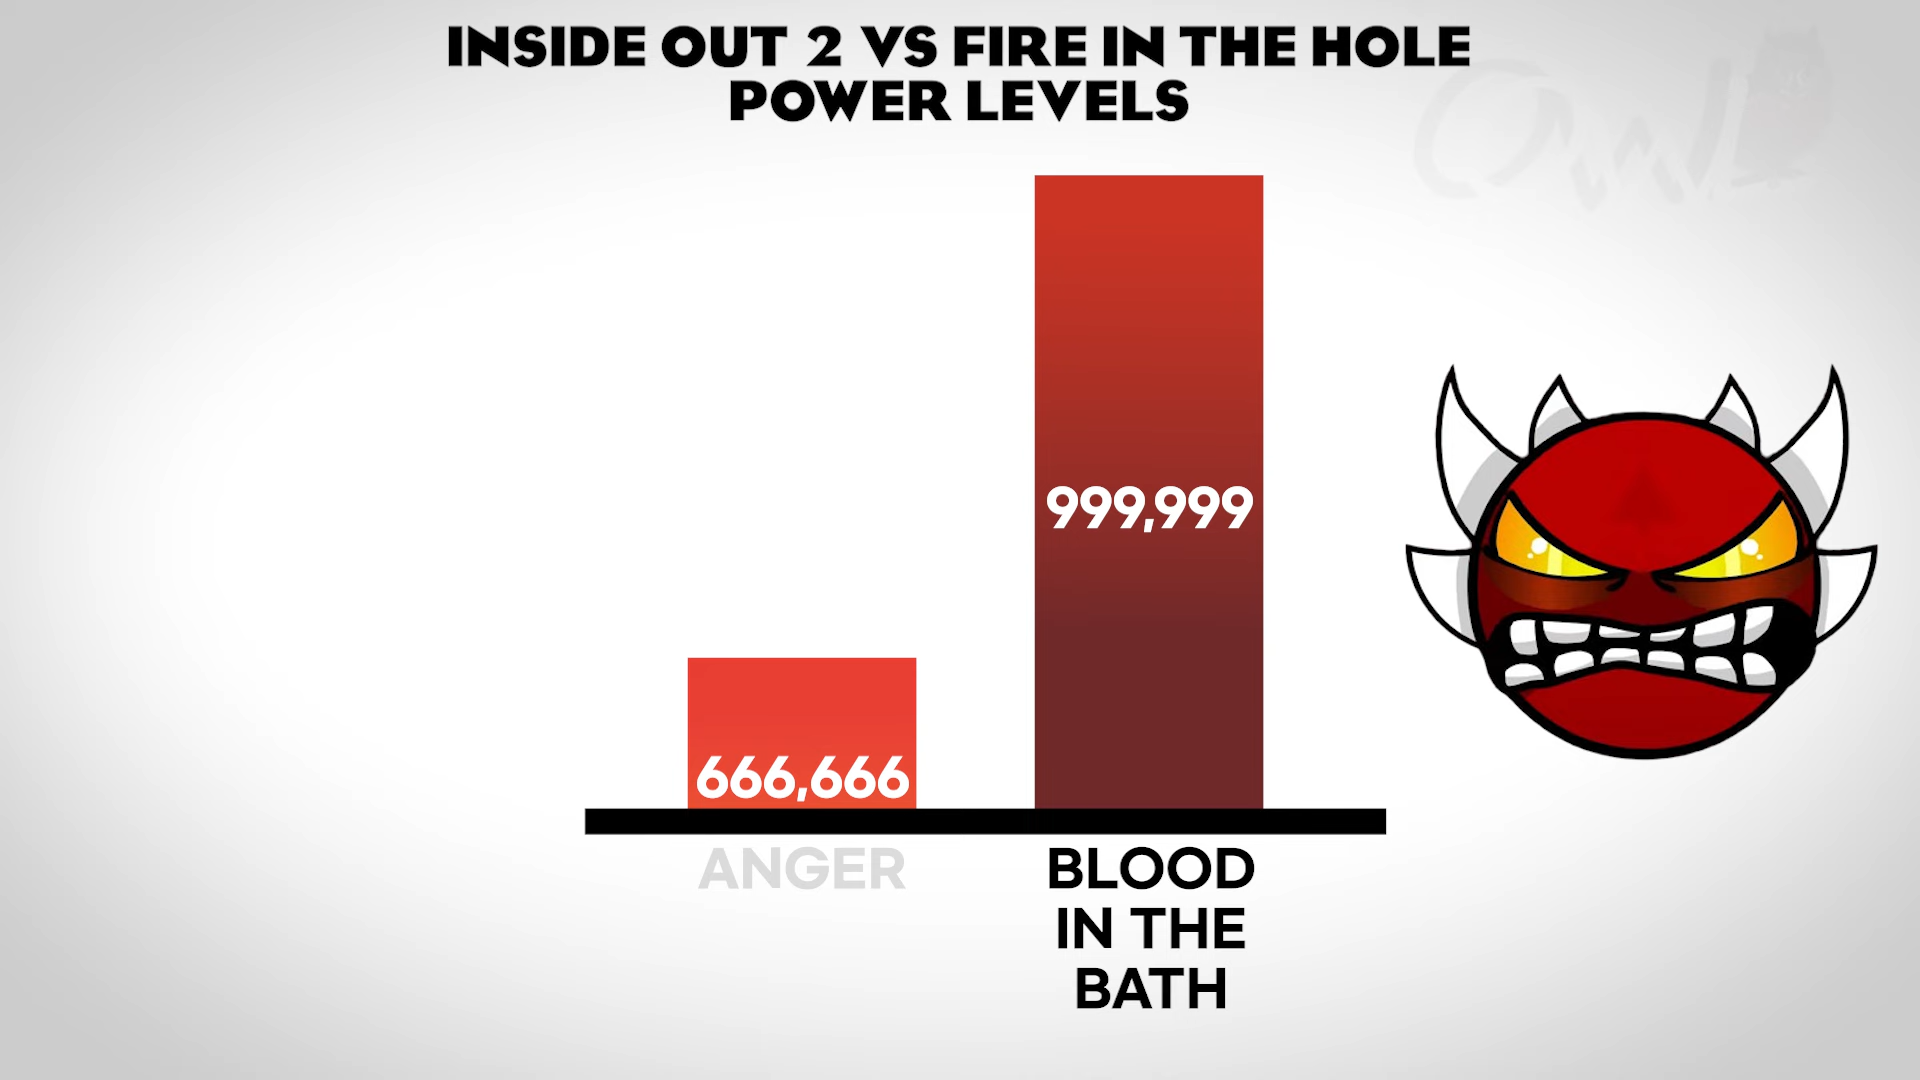 INSIDE OUT 2 VS FIRE IN THE HOLE
POWER LEVELS
OWL
999,999
666,666
ANGER
BLOOD
IN THE
BATH